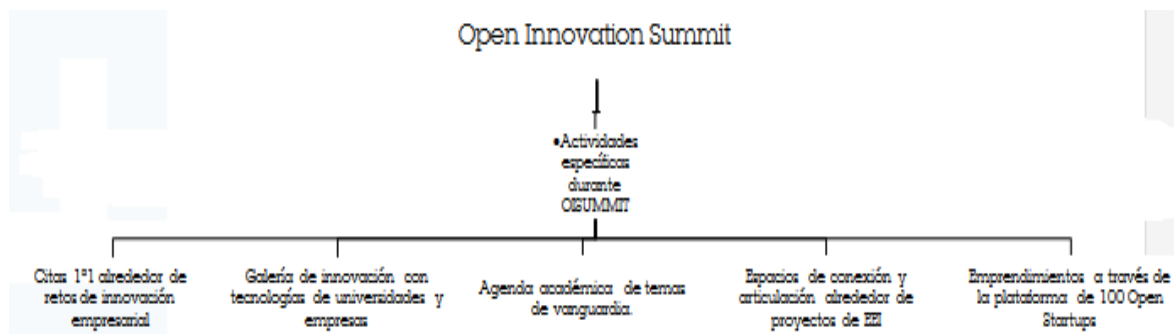 Open Innovation Summit
•Actividades
específicas
durante
OISUMMIT
Citas 1*1 alrededor de
retos de innovación
empresarial
Galería de innovación con
tecnologías de universidades y
empresas
Agenda académica de temas
de vanguardia.
Espacios de conexión y
articulación alrededor de
proyectos de EEI
Emprendimientos a través de
la plataforma de 100 Open
Startups